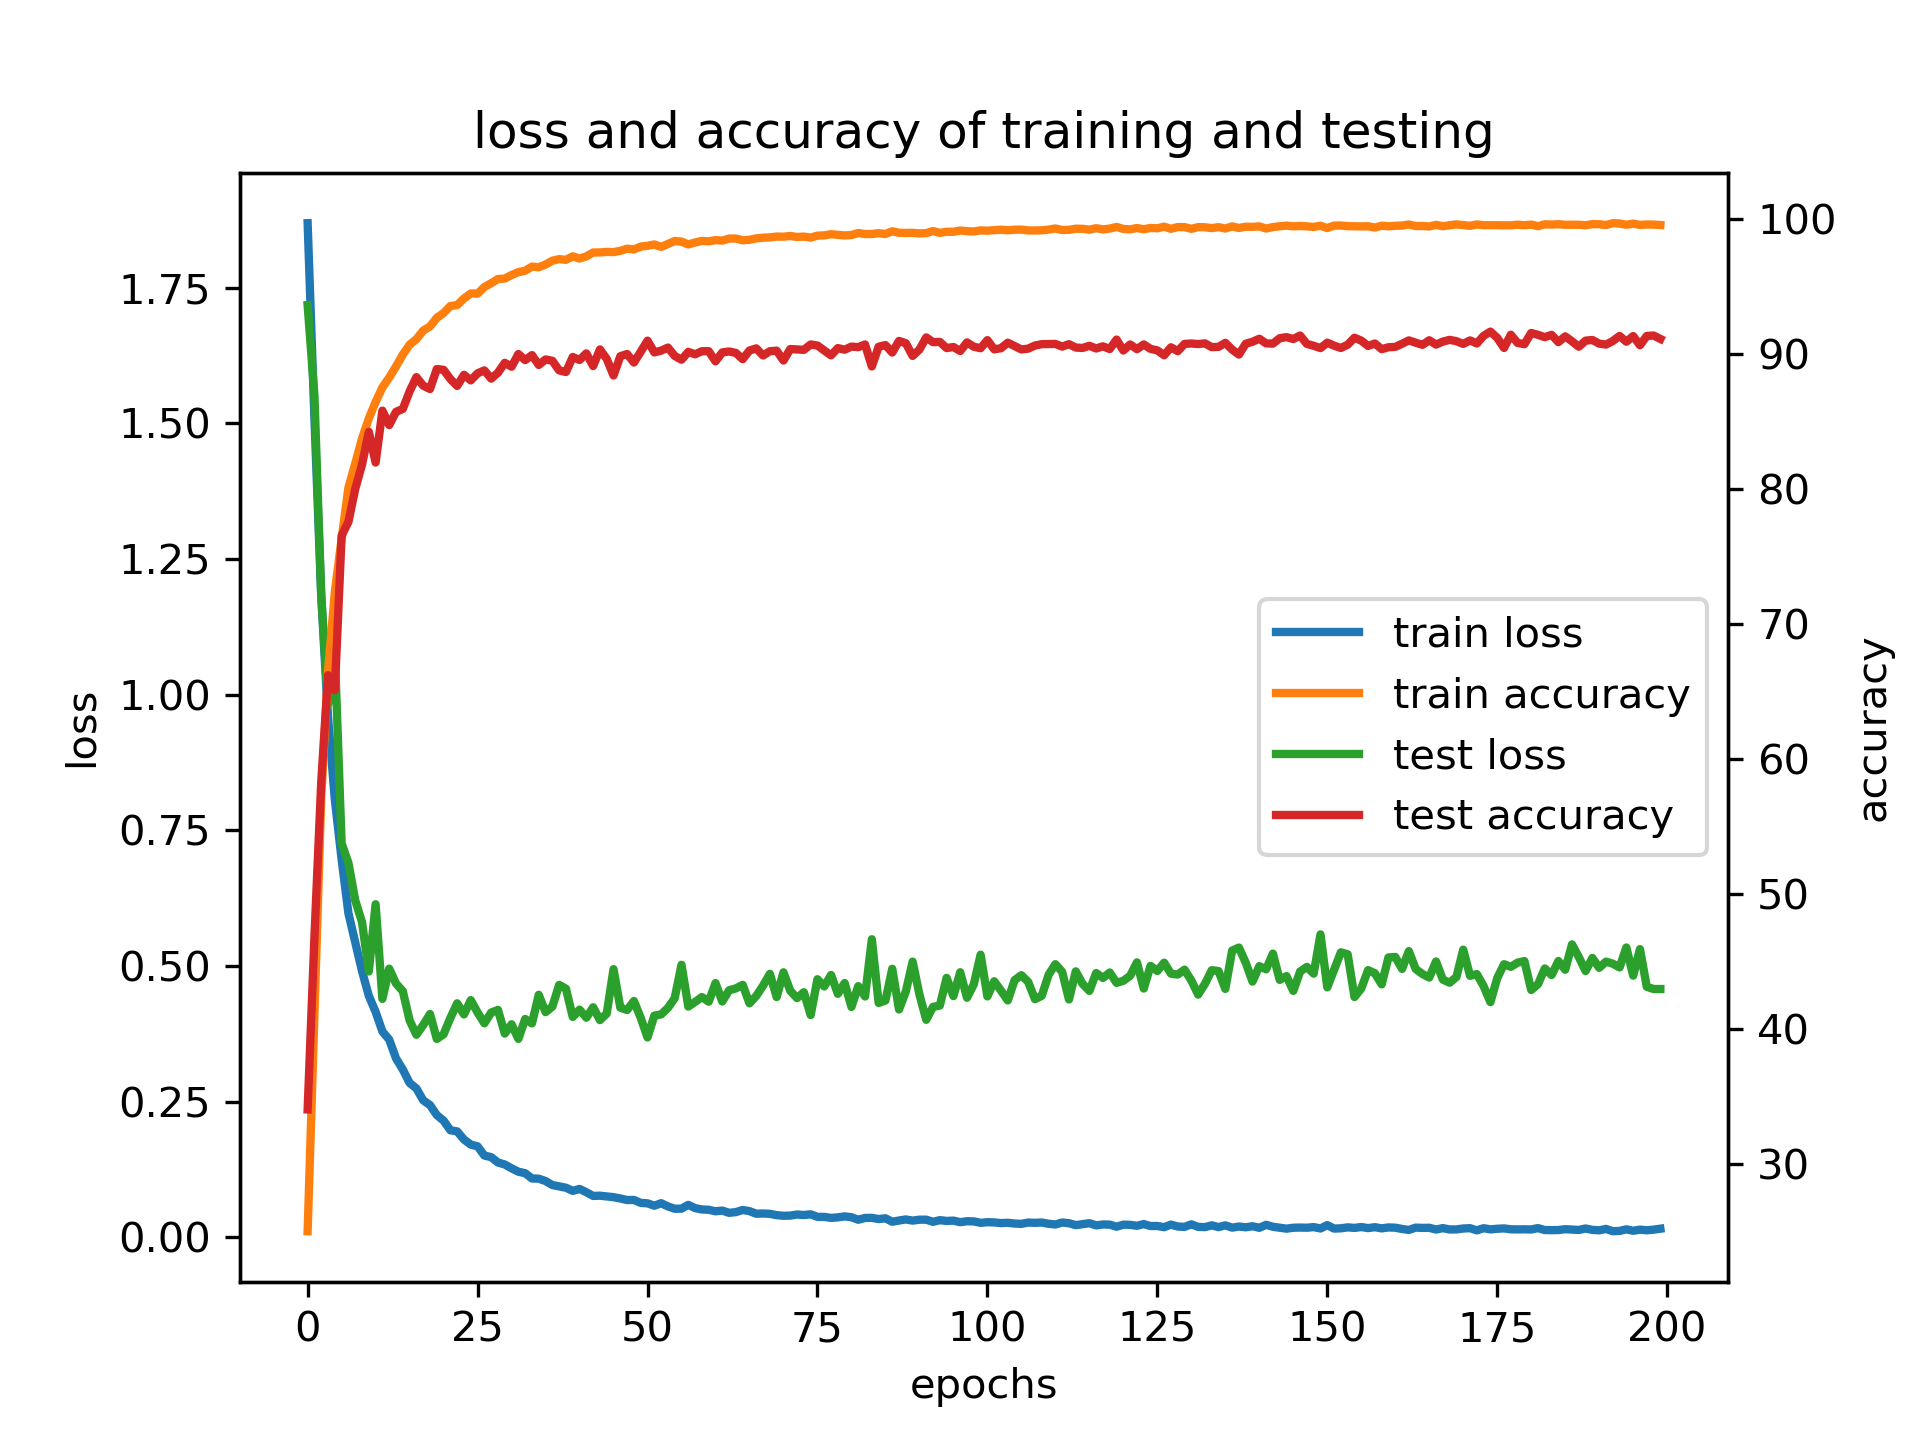 loss and accuracy of training and testing
1.75
1.50
1.25
1.00
0.75
0.50
0.25
0.00
loss
100
90
80
70
60
50
40
30
accuracy
train loss
train accuracy
test loss
test accuracy
0 25 50 75 100 125 150 175 200
epochs